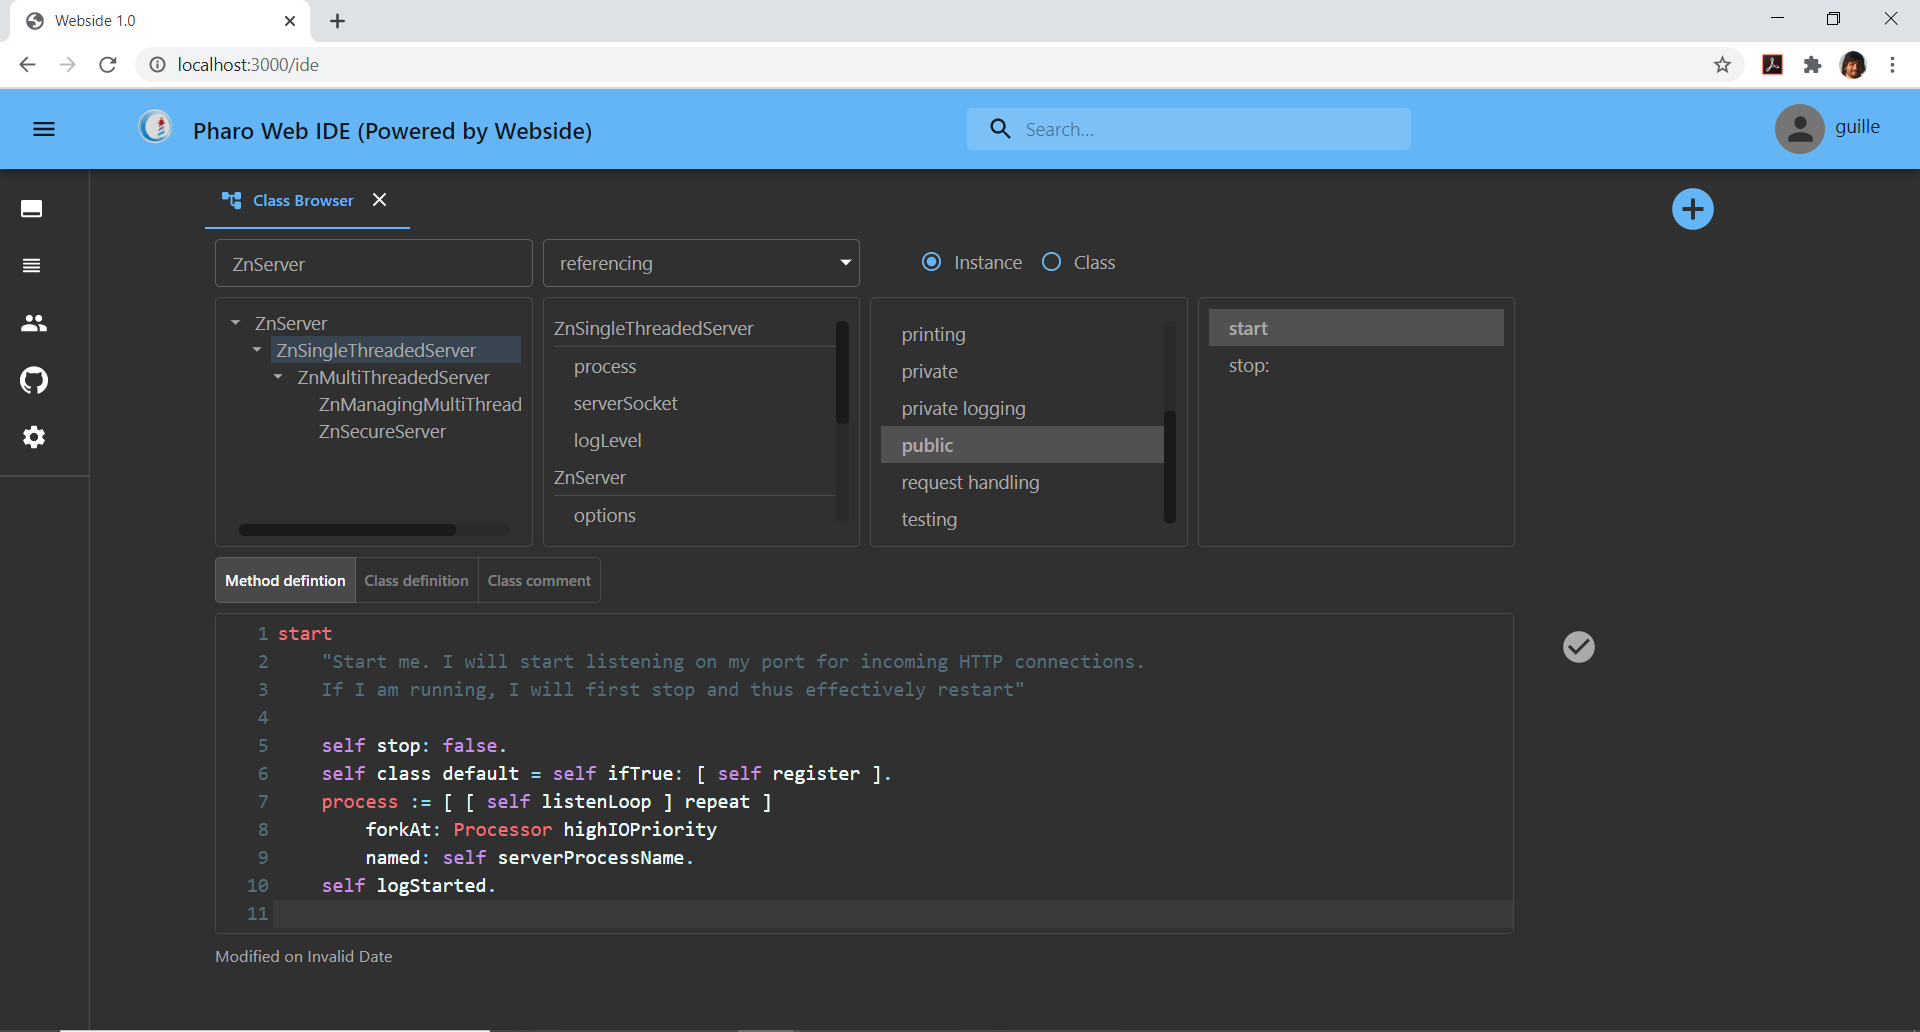 Webside 1.0
localhost:3000/ide
Pharo Web IDE (Powered by Webside)
Search...
guille
Class Browser
ZnServer
referencing
Instance
Class
ZnServer
ZnSingleThreadedServer
ZnMultiThreadedServer
ZnManagingMultiThread
ZnSecureServer
ZnSingleThreadedServer
process
serverSocket
logLevel
ZnServer
options
printing
private
private logging
public
request handling
testing
start
stop:
Method defintion
Class definition
Class comment
1 start
2 "Start me. I will start listening on my port for incoming HTTP connections.
3 If I am running, I will first stop and thus effectively restart"
4
5 self stop: false.
6 self class default = self ifTrue: [ self register ].
7 process := [ [ self listenLoop ] repeat ]
8 forkAt: Processor highIOPriority
9 named: self serverProcessName.
10 self logStarted.
11
Modified on Invalid Date